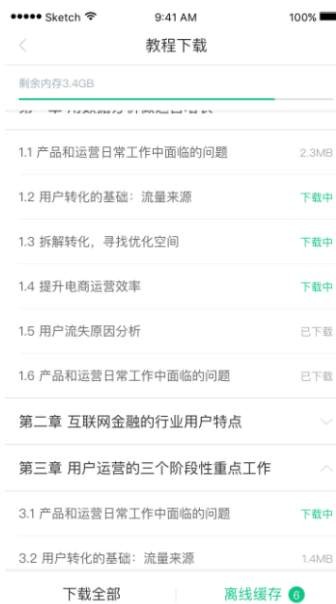 Sketch 9:41 AM 100%
教程下载
剩余内存3.4GB
1.1 产品和运营日常工作中面临的问题 2.3MB
1.2 用户转化的基础：流量来源 下载中
1.3 拆解转化，寻找优化空间 下载中
1.4 提升电商运营效率 下载中
1.5 用户流失原因分析 已下载
1.6 产品和运营日常工作中面临的问题 已下载
第二章 互联网金融的行业用户特点
第三章 用户运营的三个阶段性重点工作
3.1 产品和运营日常工作中面临的问题 下载中
3.2 用户转化的基础：流量来源 1.4MB
下载全部 离线缓存 6